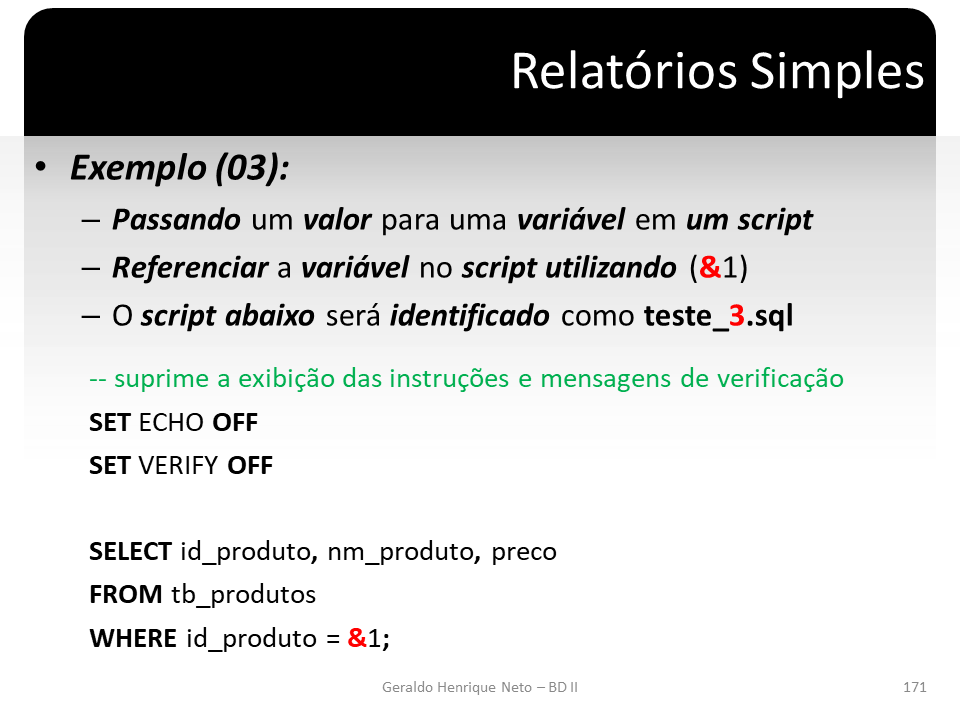 Relatórios Simples
• Exemplo (03):
– Passando um valor para uma variável em um script
– Referenciar a variável no script utilizando (&1)
– O script abaixo será identificado como teste_3.sql
-- suprime a exibição das instruções e mensagens de verificação
SET ECHO OFF
SET VERIFY OFF
SELECT id_produto, nm_produto, preco
FROM tb_produtos
WHERE id_produto = &1;
Geraldo Henrique Neto – BD II
171